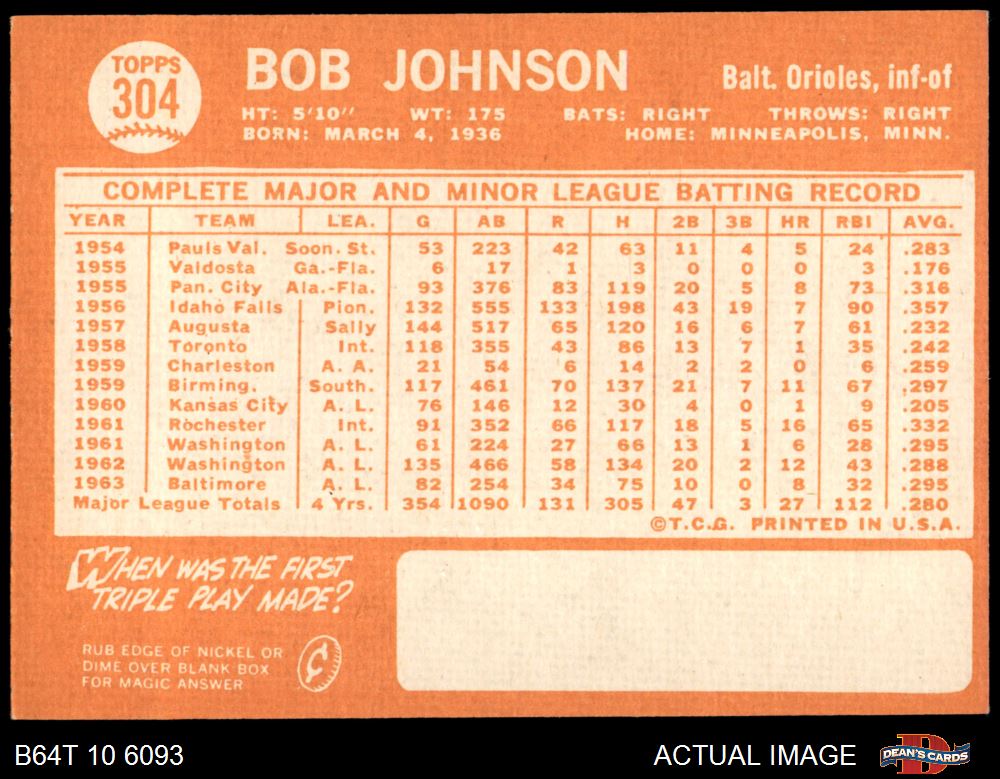 TOPPS
304
BOB JOHNSON
Balt. Orioles, inf-of
HT: 5'10" WT: 175 BATS: RIGHT THROWS: RIGHT
BORN: MARCH 4, 1936 HOME: MINNEAPOLIS, MINN.
COMPLETE MAJOR AND MINOR LEAGUE BATTING RECORD
YEAR TEAM LEA. G AB R H 2B 3B HR RBI AVG.
1954 Pauls Val. Soon. St. 53 223 42 63 11 4 5 24 .283
1955 Valdosta Ga.-Fla. 6 17 1 3 0 0 0 3 .176
1955 Pan. City Ala.-Fla. 93 376 83 119 20 5 8 73 .316
1956 Idaho Falls Pion. 132 555 133 198 43 19 7 90 .357
1957 Augusta Sally 144 517 65 120 16 6 7 61 .232
1958 Toronto Int. 118 355 43 86 13 7 1 35 .242
1959 Charleston A. A. 21 54 6 14 2 2 0 6 .259
1959 Birming. South. 117 461 70 137 21 7 11 67 .297
1960 Kansas City A. L. 76 146 12 30 4 0 1 9 .205
1961 Rochester Int. 91 352 66 117 18 5 16 65 .332
1961 Washington A. L. 61 224 27 66 13 1 6 28 .295
1962 Washington A. L. 135 466 58 134 20 2 12 43 .288
1963 Baltimore A. L. 82 254 34 75 10 0 8 32 .295
Major League Totals 4 Yrs. 354 1090 131 305 47 3 27 112 .280
©T.C.G. PRINTED IN U.S.A.
WHEN WAS THE FIRST
TRIPLE PLAY MADE?
RUB EDGE OF NICKEL OR
DIME OVER BLANK BOX
FOR MAGIC ANSWER
¢
B64T 10 6093
ACTUAL IMAGE
DEAN'S CARDS